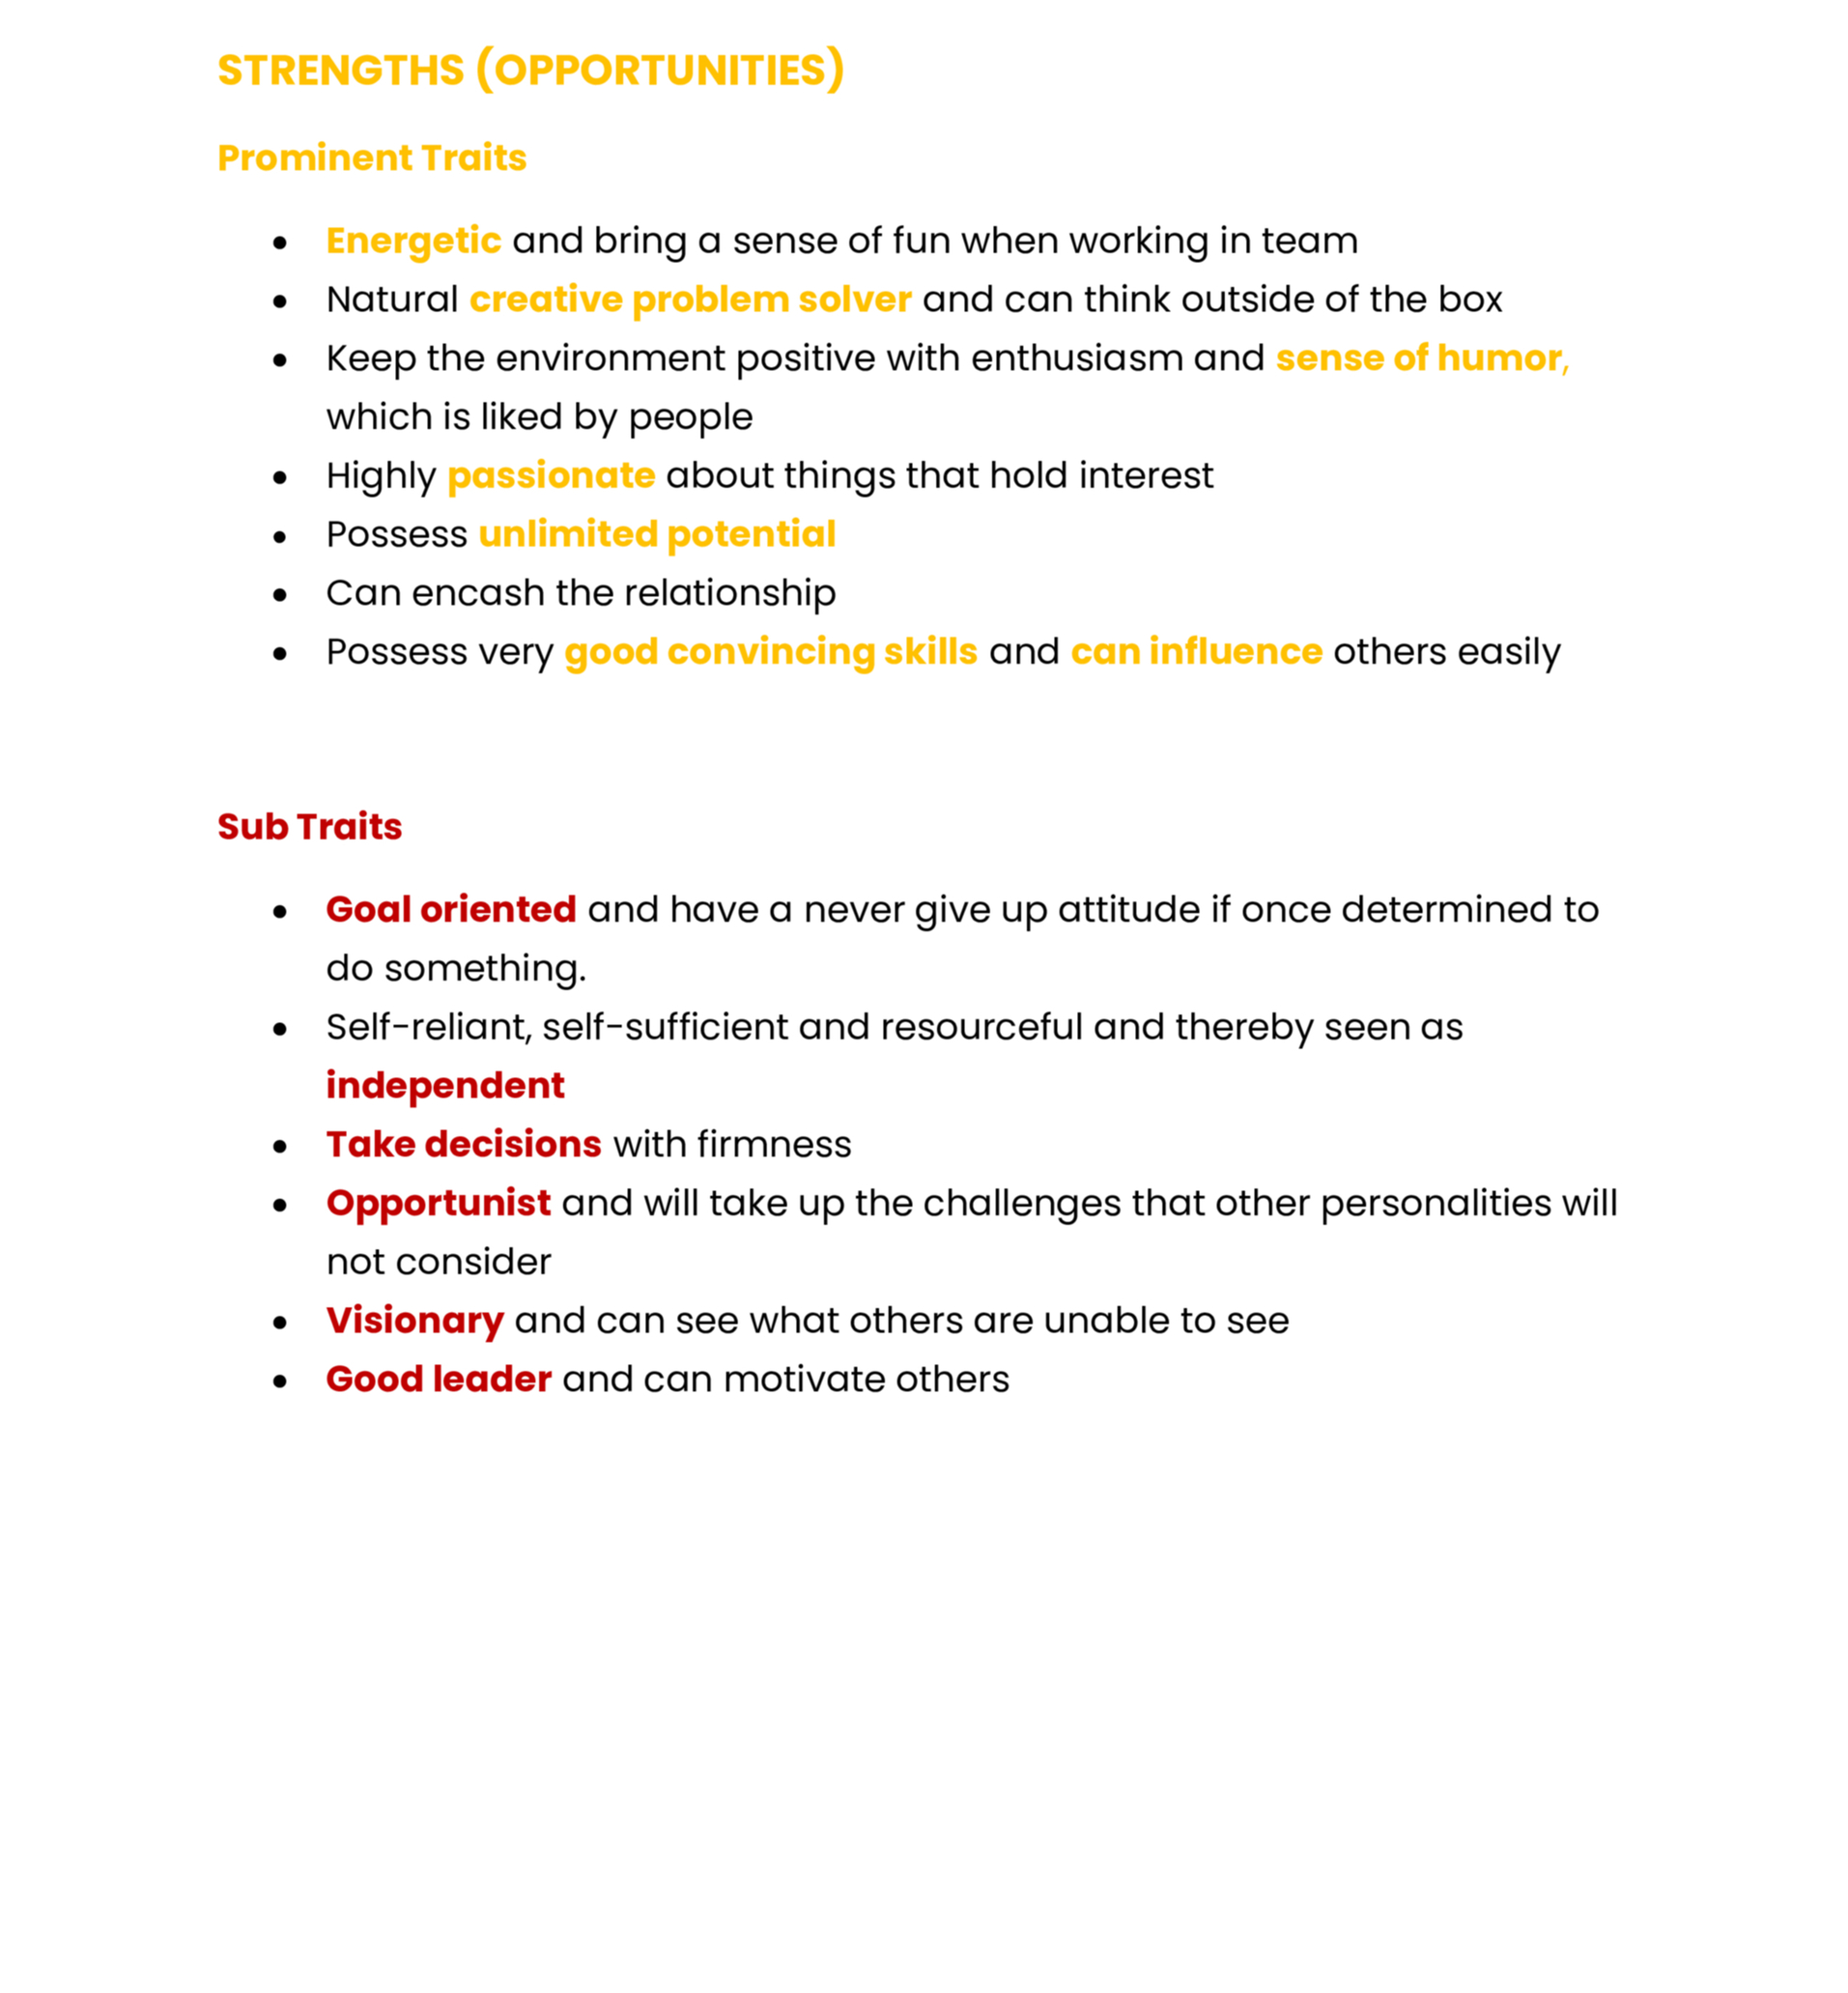 STRENGTHS (OPPORTUNITIES)
Prominent Traits
• Energetic and bring a sense of fun when working in team
• Natural creative problem solver and can think outside of the box
• Keep the environment positive with enthusiasm and sense of humor,
which is liked by people
• Highly passionate about things that hold interest
• Possess unlimited potential
• Can encash the relationship
• Possess very good convincing skills and can influence others easily
Sub Traits
• Goal oriented and have a never give up attitude if once determined to
do something.
• Self-reliant, self-sufficient and resourceful and thereby seen as
independent
• Take decisions with firmness
• Opportunist and will take up the challenges that other personalities will
not consider
• Visionary and can see what others are unable to see
• Good leader and can motivate others